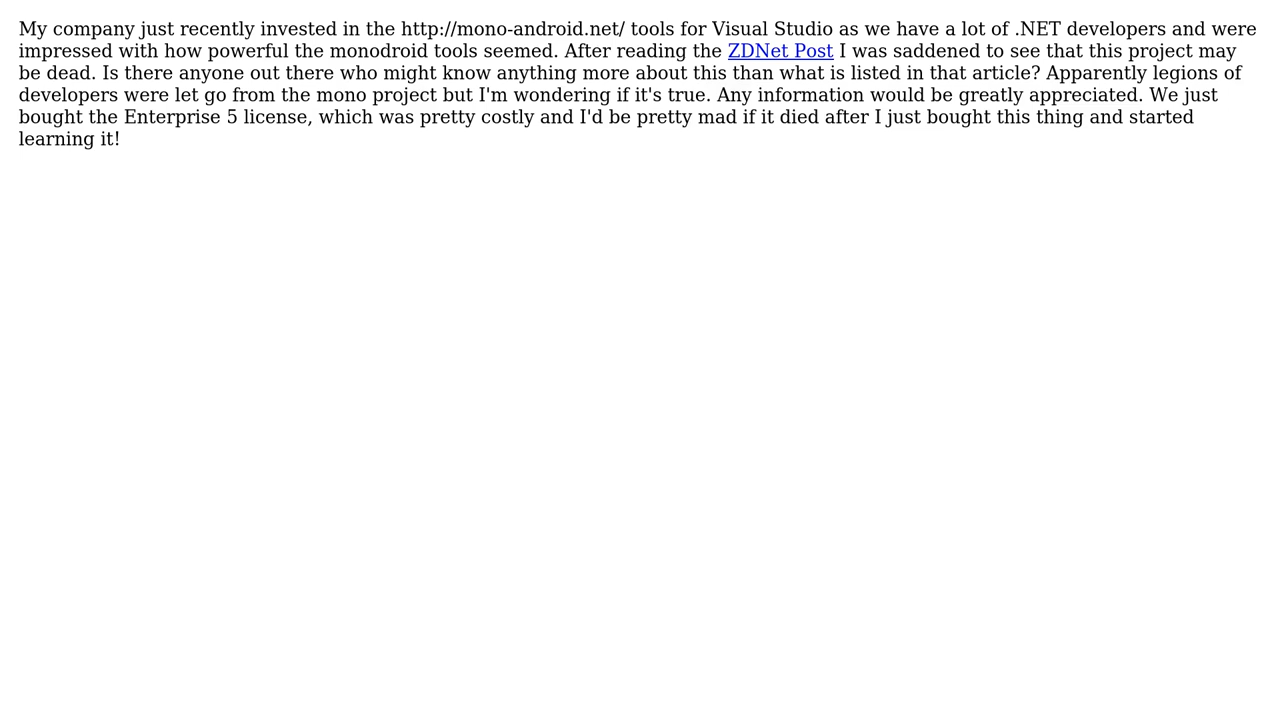 My company just recently invested in the http://mono-android.net/ tools for Visual Studio as we have a lot of .NET developers and were
impressed with how powerful the monodroid tools seemed. After reading the ZDNet Post I was saddened to see that this project may
be dead. Is there anyone out there who might know anything more about this than what is listed in that article? Apparently legions of
developers were let go from the mono project but I'm wondering if it's true. Any information would be greatly appreciated. We just
bought the Enterprise 5 license, which was pretty costly and I'd be pretty mad if it died after I just bought this thing and started
learning it!